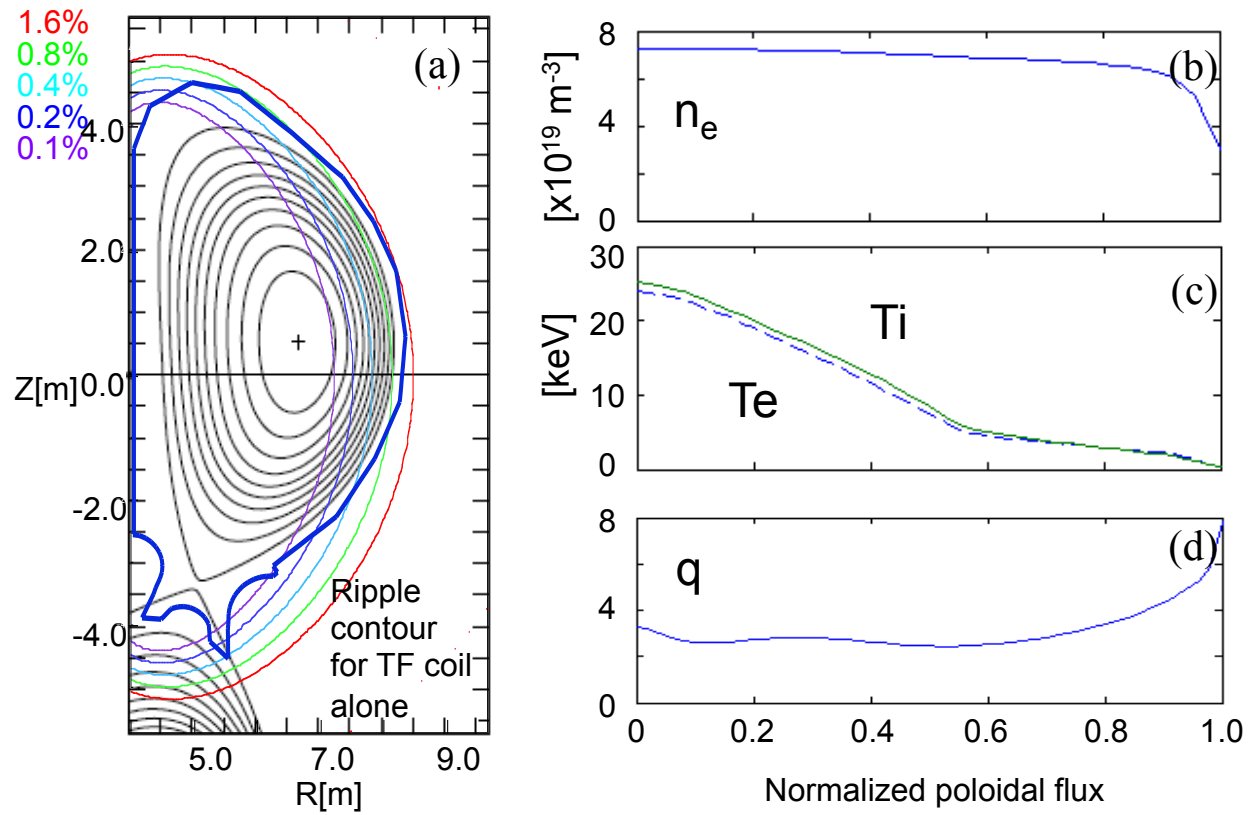 1.6%
0.8%
0.4%
0.2%
0.1%
(a)
4.0
2.0
Z[m]
0.0
-2.0
-4.0
Ripple
contour
for TF coil
alone
5.0 7.0 9.0
R[m]
8
4
0
[x10¹⁹ m⁻³]
nₑ
(b)
30
20
10
0
[keV]
Ti
Te
(c)
8
4
0
q
(d)
0 0.2 0.4 0.6 0.8 1.0
Normalized poloidal flux